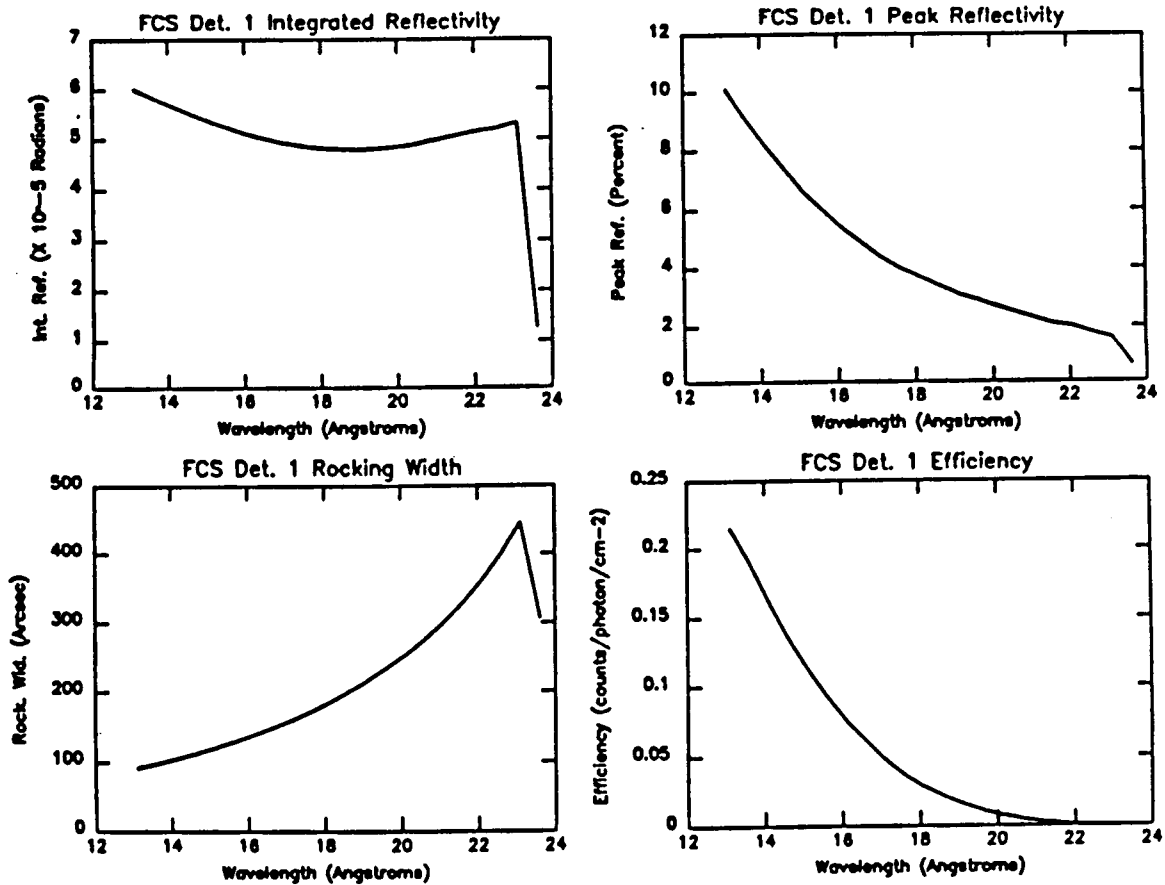 FCS Det. 1 Integrated Reflectivity
7
6
5
4
3
2
1
0
Int. Ref. (X 10-5 Radians)
12 14 16 18 20 22 24
Wavelength (Angstroms)
FCS Det. 1 Peak Reflectivity
12
10
8
6
4
2
0
Peak Ref. (Percent)
12 14 16 18 20 22 24
Wavelength (Angstroms)
FCS Det. 1 Rocking Width
500
400
300
200
100
0
Rock. Wid. (Arcsec)
12 14 16 18 20 22 24
Wavelength (Angstroms)
FCS Det. 1 Efficiency
0.25
0.2
0.15
0.1
0.05
0
Efficiency (counts/photon/cm-2)
12 14 16 18 20 22 24
Wavelength (Angstroms)